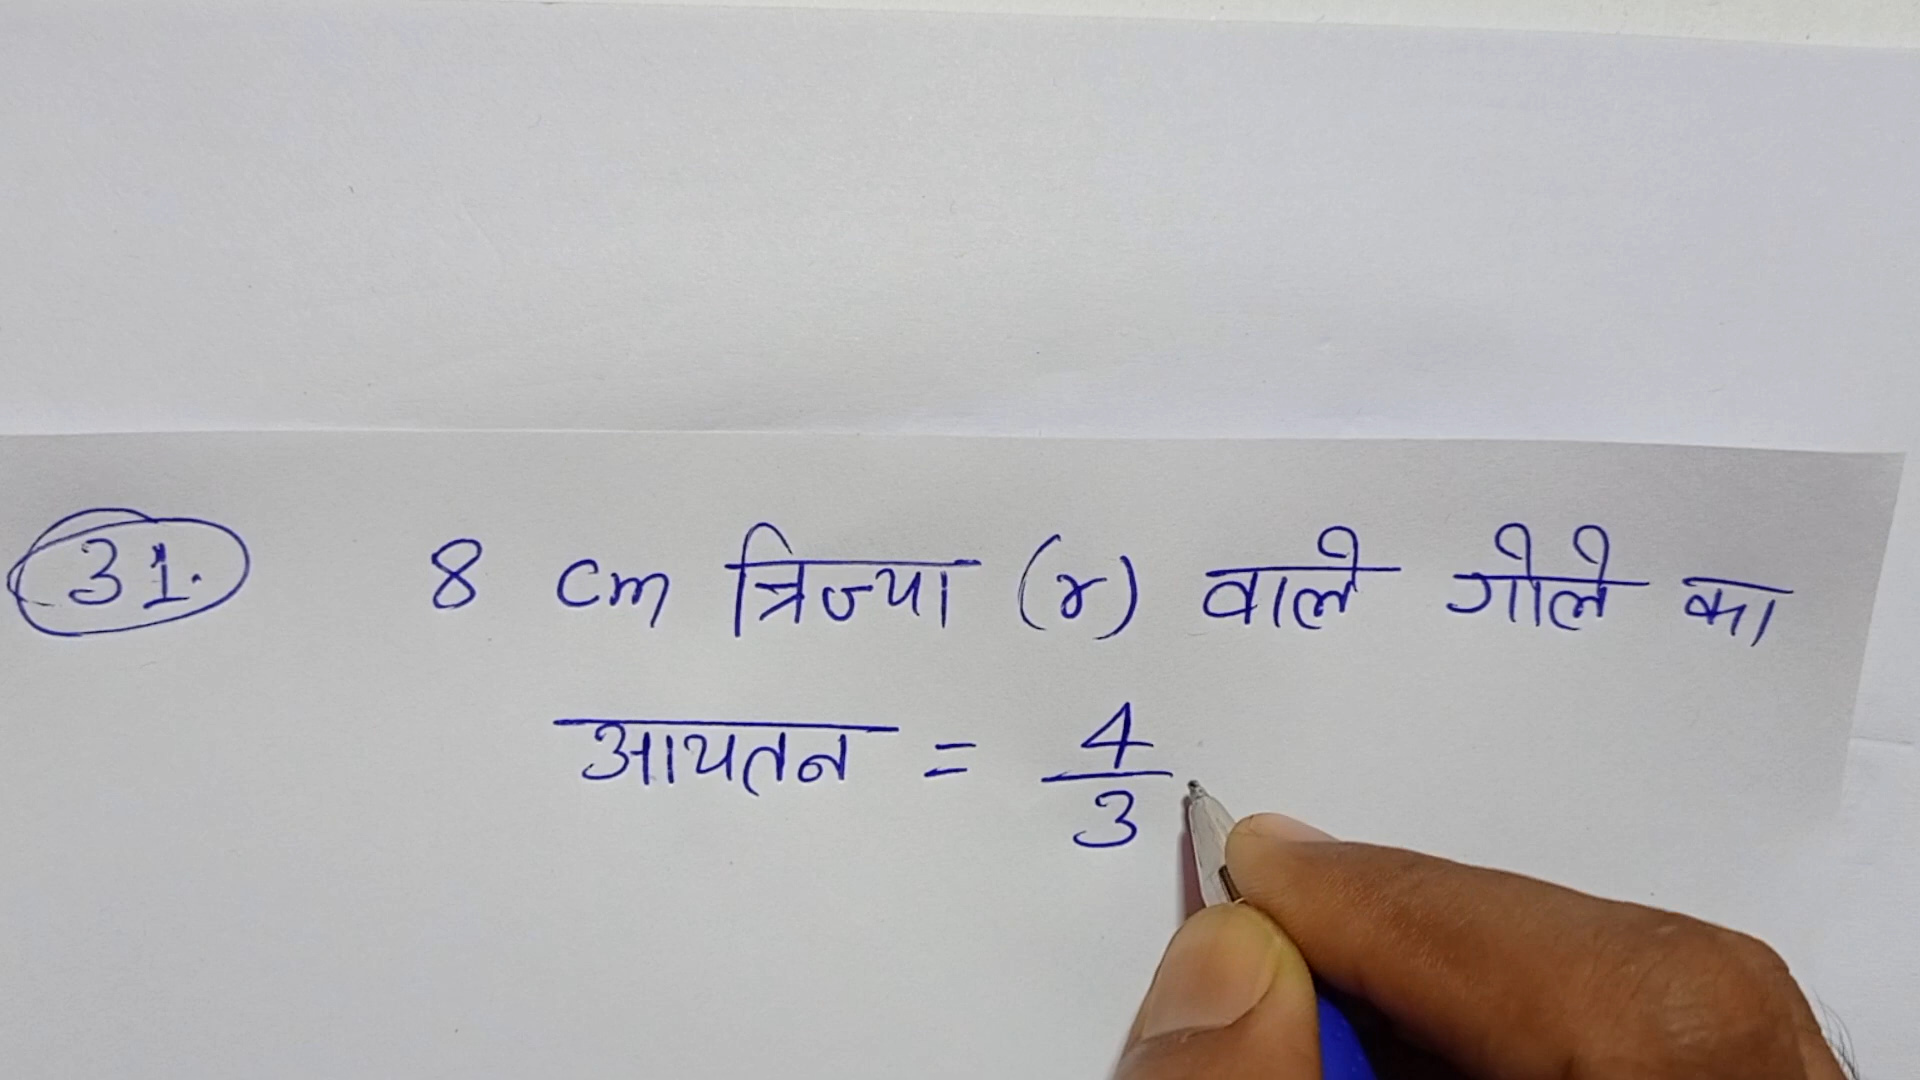 31. 8 cm त्रिज्या (r) वाले गोले का
आयतन = 4/3